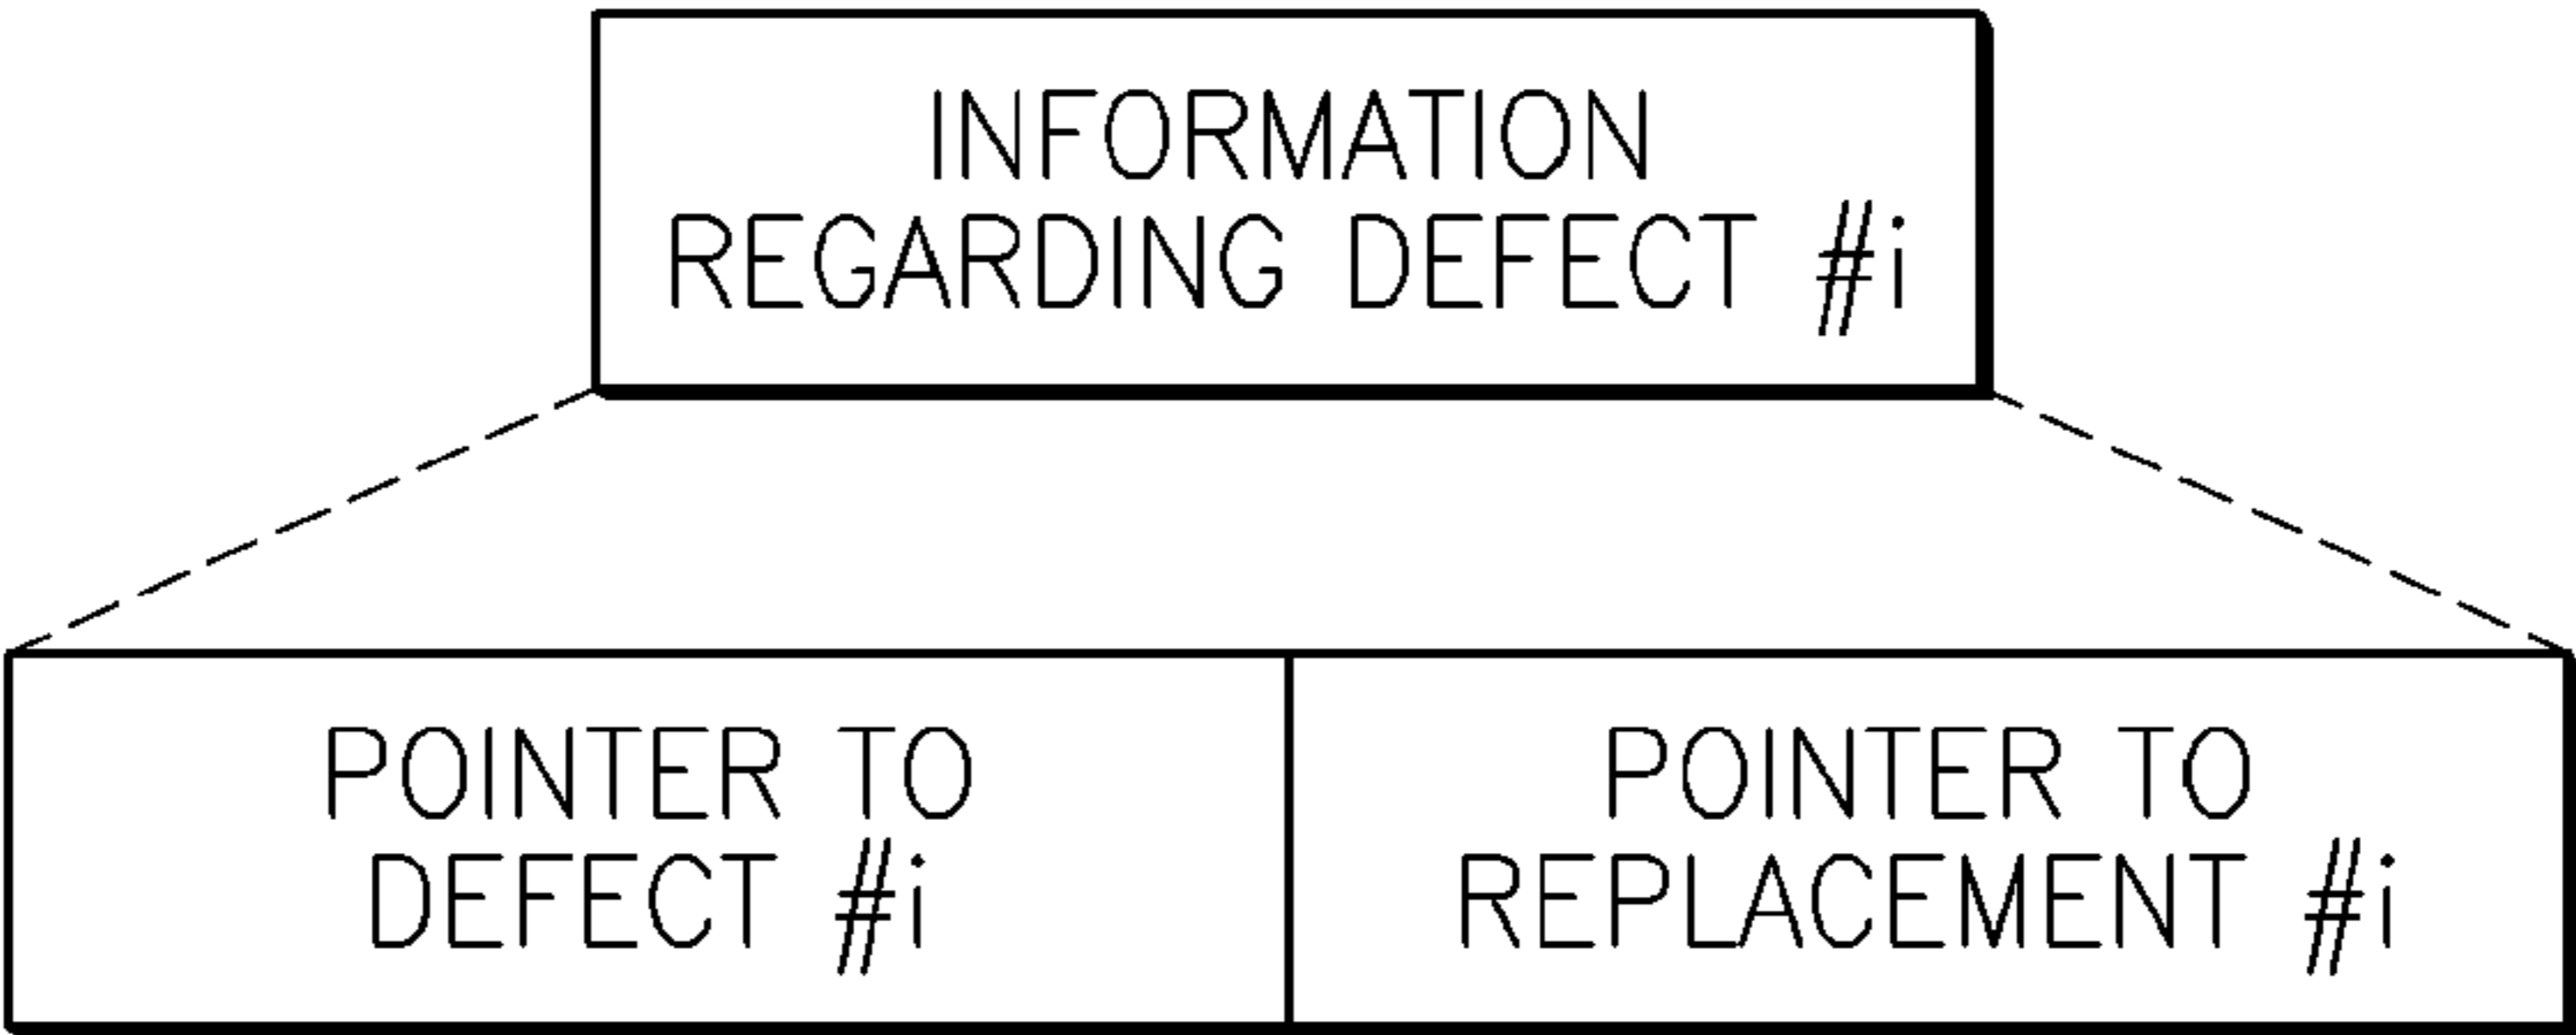 INFORMATION
REGARDING DEFECT #i
POINTER TO
DEFECT #i
POINTER TO
REPLACEMENT #i